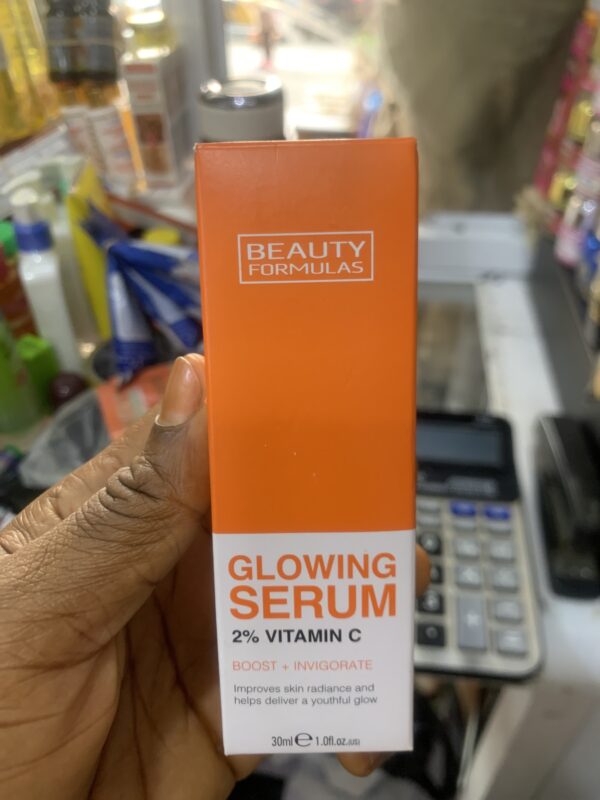 BEAUTY
FORMULAS
GLOWING
SERUM
2% VITAMIN C
BOOST + INVIGORATE
Improves skin radiance and
helps deliver a youthful glow
30ml ℮ 1.0fl.oz.(US)